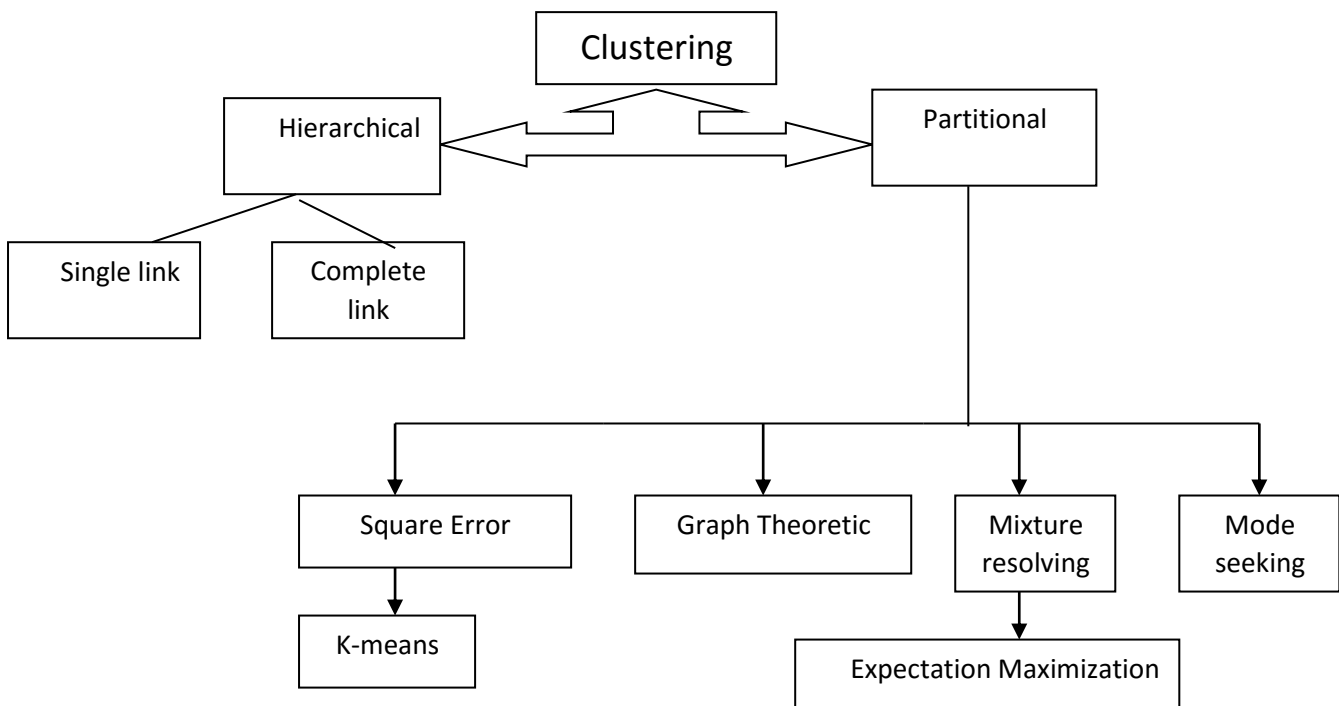 Clustering
Hierarchical
Partitional
Single link
Complete
link
Square Error
Graph Theoretic
Mixture
resolving
Mode
seeking
K-means
Expectation Maximization